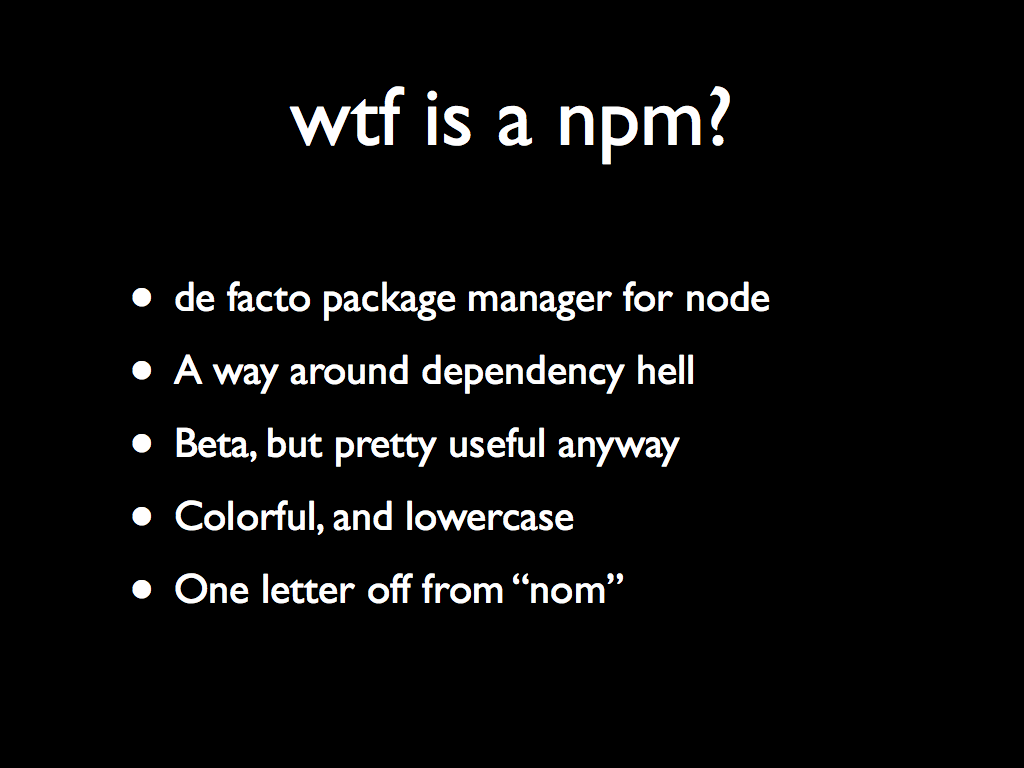 wtf is a npm?
• de facto package manager for node
• A way around dependency hell
• Beta, but pretty useful anyway
• Colorful, and lowercase
• One letter off from “nom”